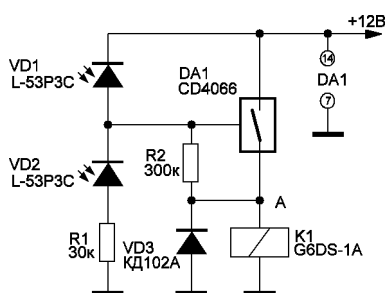 +12В
VD1
L-53P3C
DA1
CD4066
14
DA1
7
VD2
L-53P3C
R2
300к
A
R1
30к
VD3
КД102А
K1
G6DS-1A